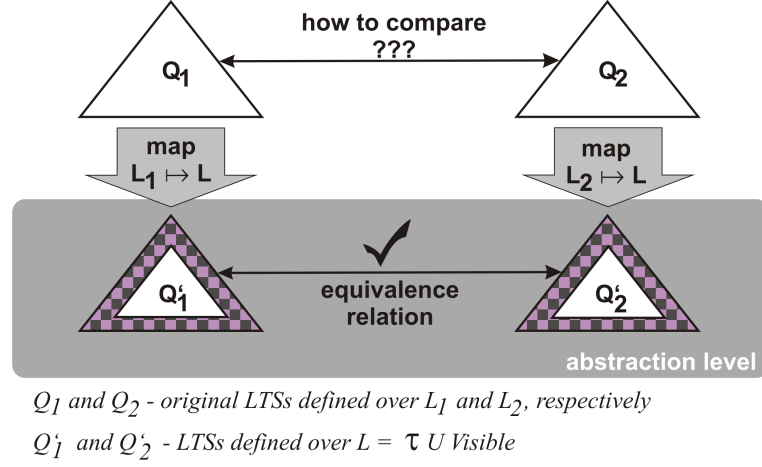 how to compare
???
Q1
Q2
map
L1 ↦ L
map
L2 ↦ L
Q'1
Q'2
equivalence
relation
abstraction level
Q1 and Q2 - original LTSs defined over L1 and L2, respectively
Q'1 and Q'2 - LTSs defined over L = τ U Visible